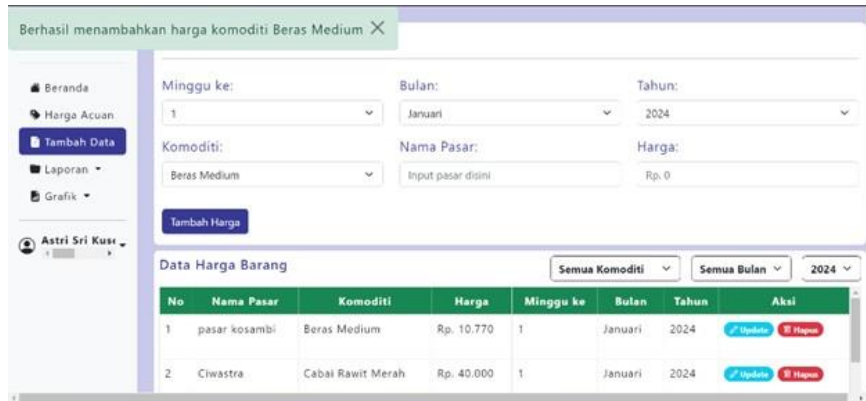 Berhasil menambahkan harga komoditi Beras Medium
Beranda
Harga Acuan
Tambah Data
Laporan
Grafik
Astri Sri Kuse
Minggu ke: Bulan: Tahun:
1 Januari 2024
Komoditi: Nama Pasar: Harga:
Beras Medium Input pasar disini Rp. 0
Tambah Harga
Data Harga Barang Semua Komoditi Semua Bulan 2024
No Nama Pasar Komoditi Harga Minggu ke Bulan Tahun Aksi
1 pasar kosambi Beras Medium Rp. 10.770 1 Januari 2024 Update Hapus
2 Ciwastra Cabai Rawit Merah Rp. 40.000 1 Januari 2024 Update Hapus